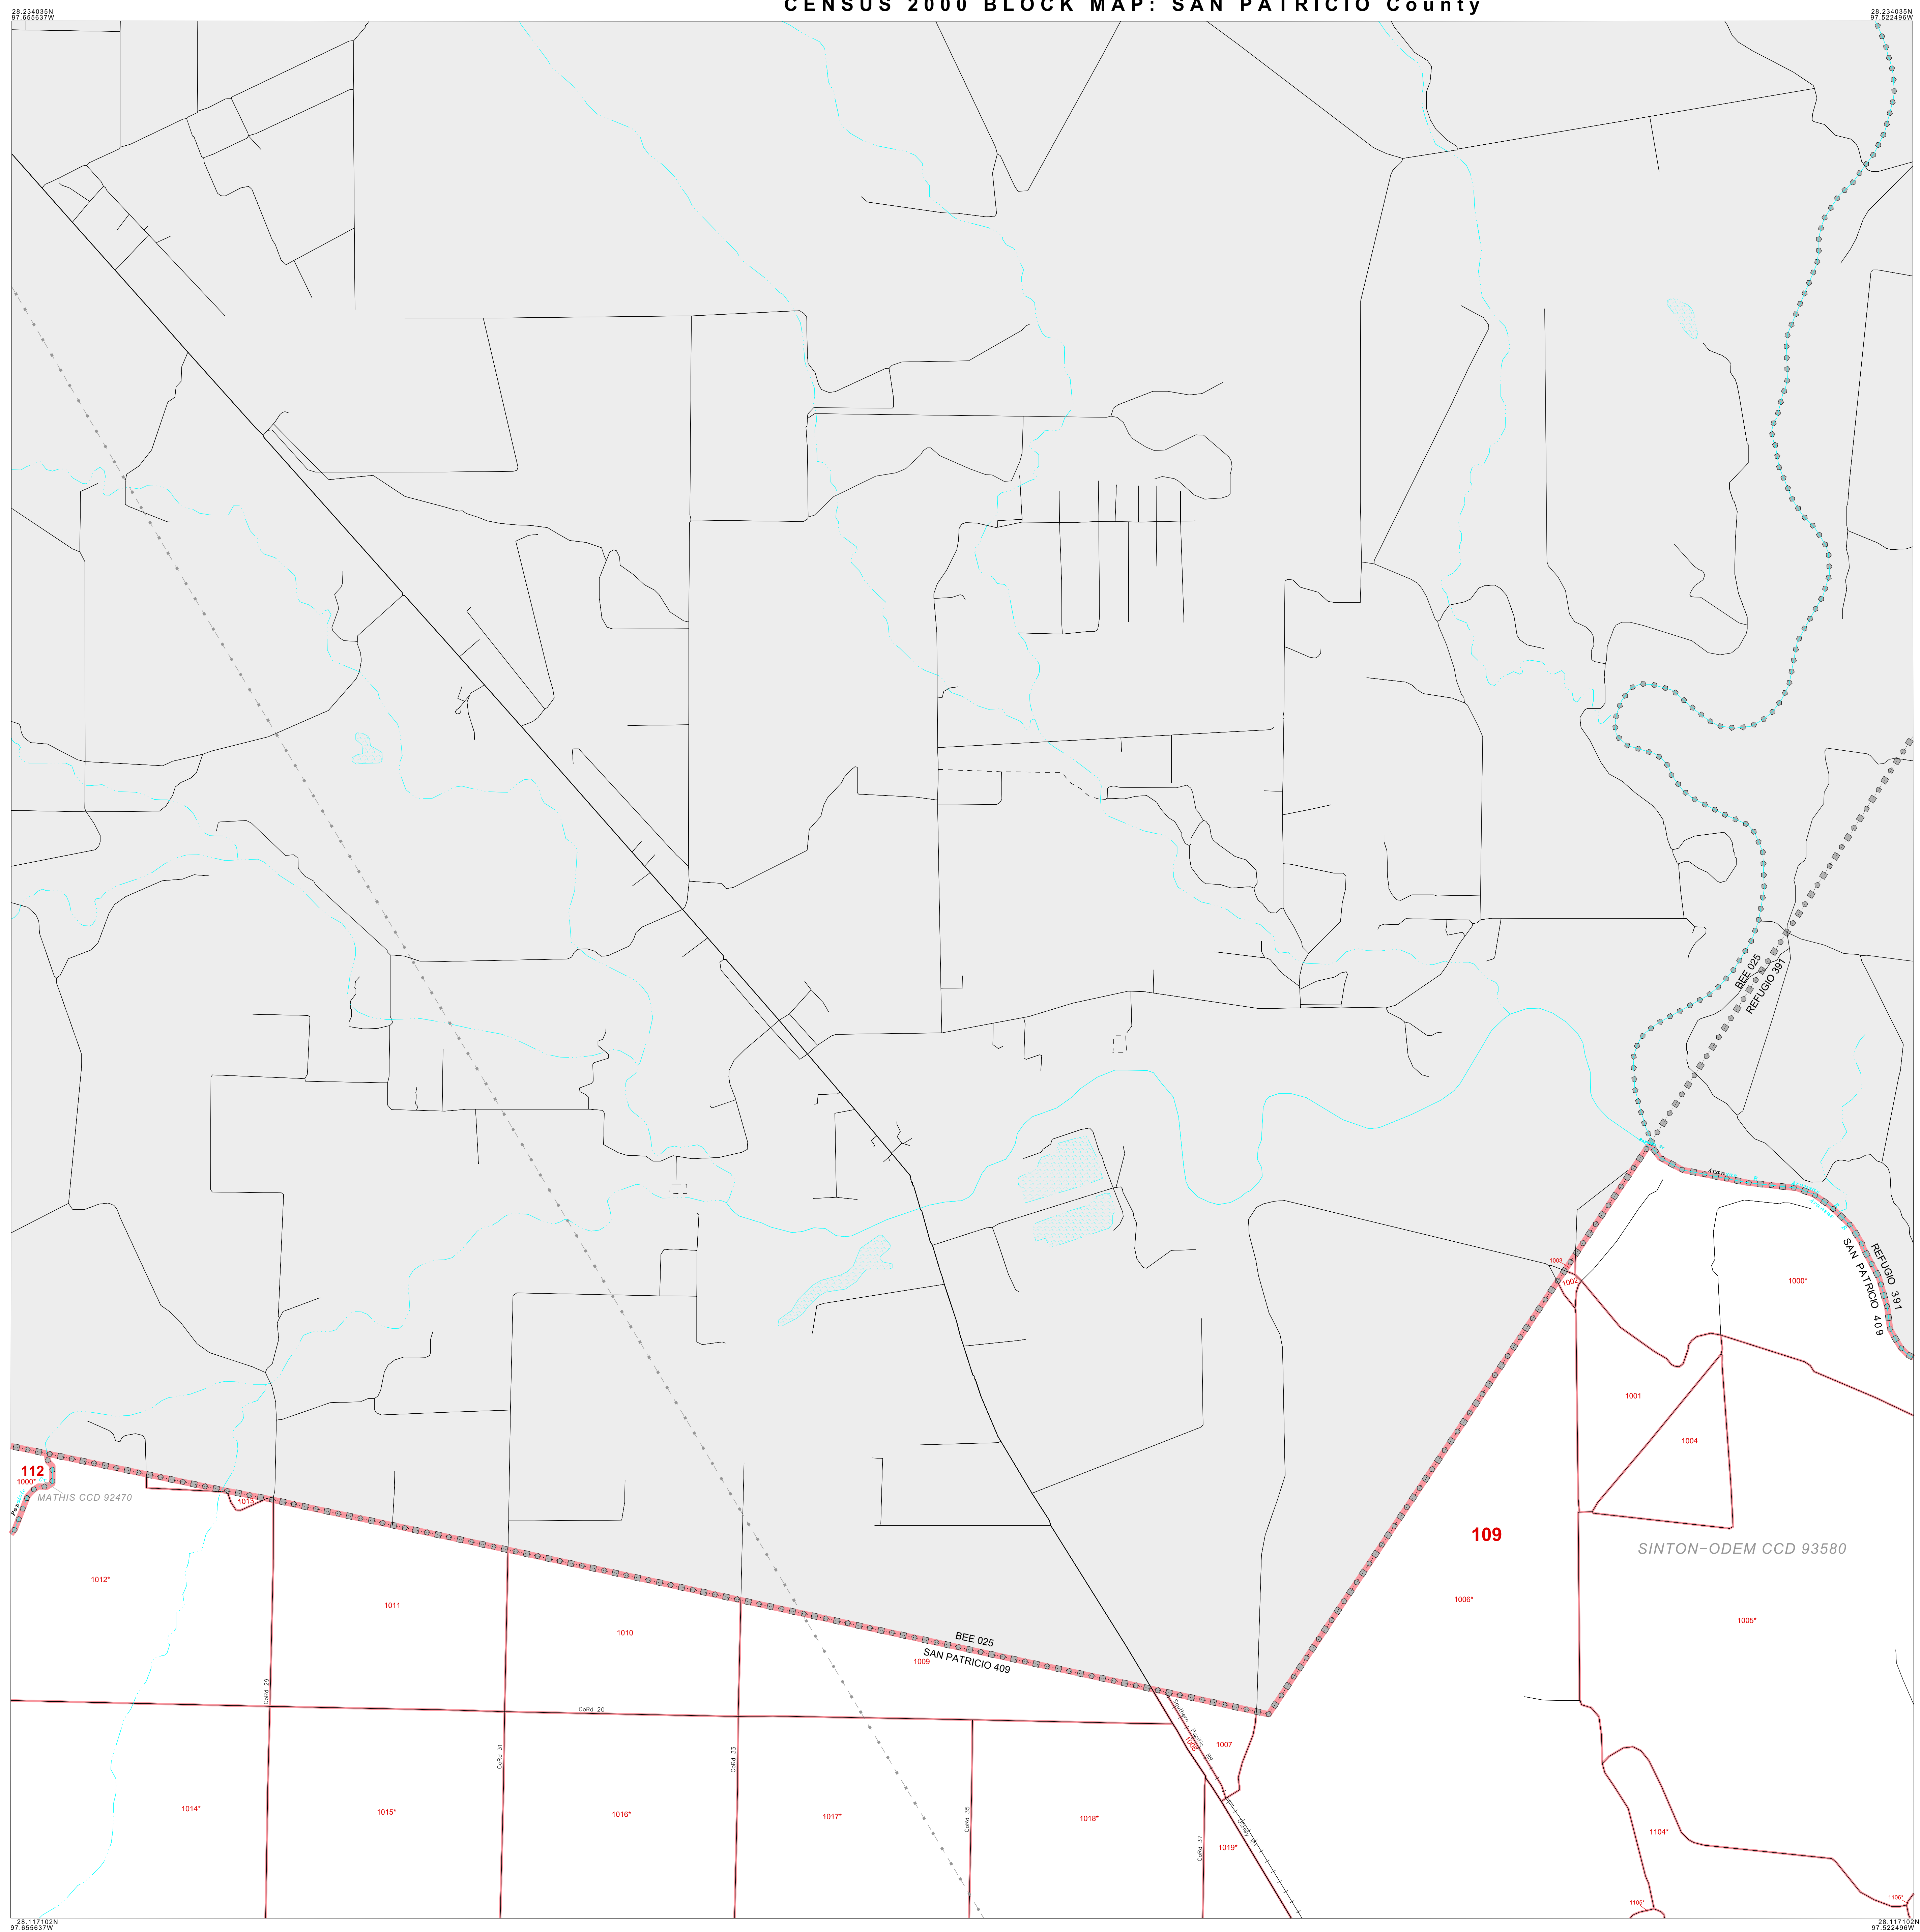 CENSUS 2000 BLOCK MAP: SAN PATRICIO County
28.234035N
97.655637W
28.234035N
97.522496W
BEE 025
REFUGIO 391
REFUGIO 391
SAN PATRICIO 409
1003
1002
1000*
1001
1004
112
1000*
MATHIS CCD 92470
1013
109
SINTON-ODEM CCD 93580
1012*
1011
1010
1009
BEE 025
SAN PATRICIO 409
1006*
1005*
CoRd 29
CoRd 20
CoRd 31
CoRd 33
CoRd 35
CoRd 37
Southern Pacific RR
1008
1007
1014*
1015*
1016*
1017*
1018*
1019*
1104*
1105*
1106*
28.117102N
97.655637W
28.117102N
97.522496W